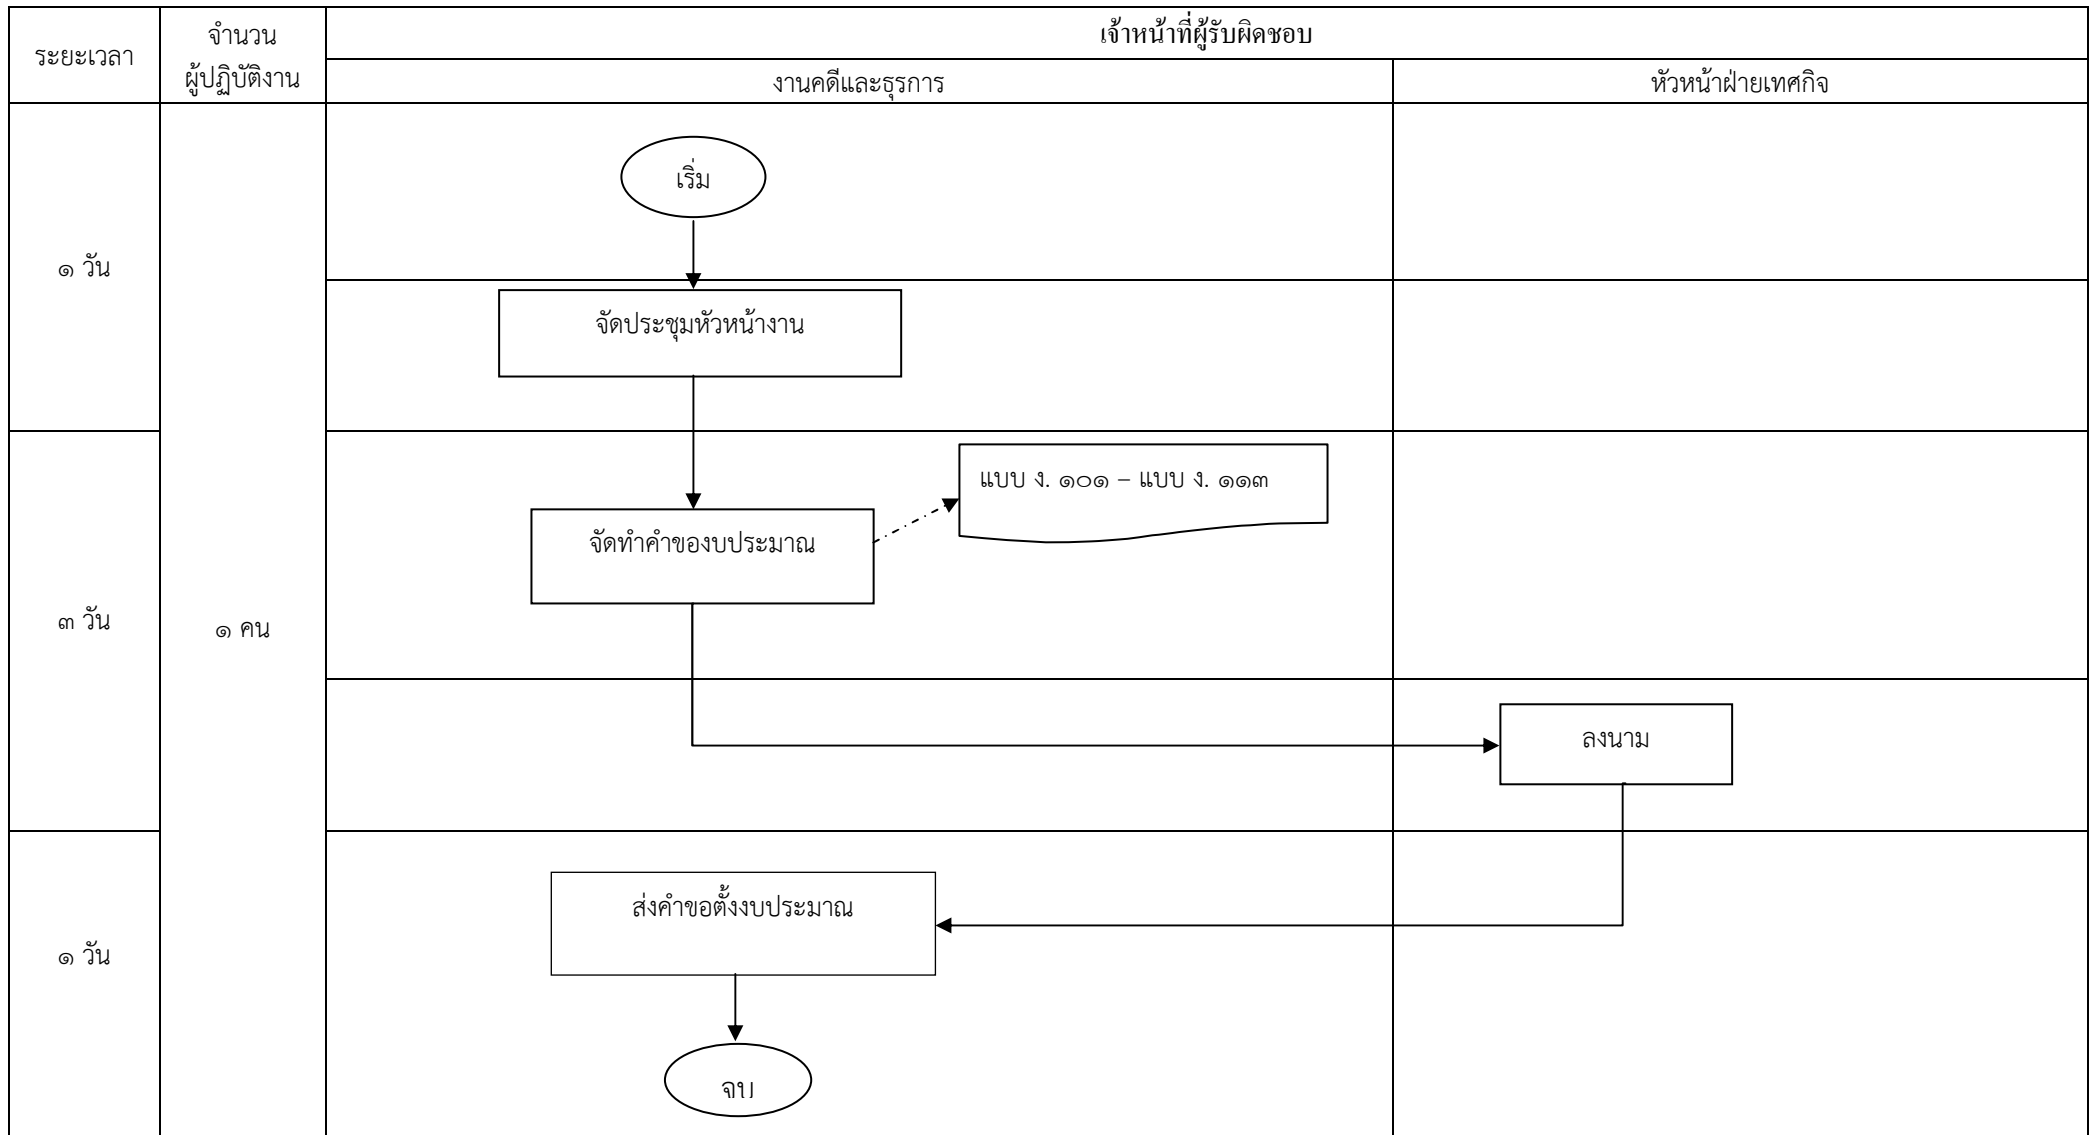 ระยะเวลา
จำนวน
ผู้ปฏิบัติงาน
เจ้าหน้าที่ผู้รับผิดชอบ
งานคดีและธุรการ
หัวหน้าฝ่ายเทศกิจ
เริ่ม
๑ วัน
จัดประชุมหัวหน้างาน
แบบ ง. ๑๐๑ – แบบ ง. ๑๑๓
จัดทำคำของบประมาณ
๓ วัน
๑ คน
ลงนาม
ส่งคำขอตั้งงบประมาณ
๑ วัน
จบ